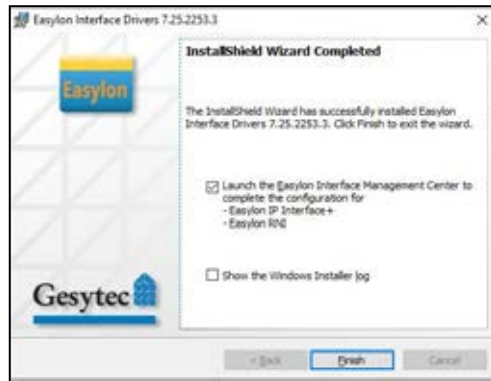 Easylon Interface Drivers 7.25.2253.3
InstallShield Wizard Completed
Easylon
The InstallShield Wizard has successfully installed Easylon
Interface Drivers 7.25.2253.3. Click Finish to exit the wizard.
Launch the Easylon Interface Management Center to
complete the configuration for
- Easylon IP Interface+
- Easylon RNI
Show the Windows Installer log
Gesytec
< Back
Finish
Cancel